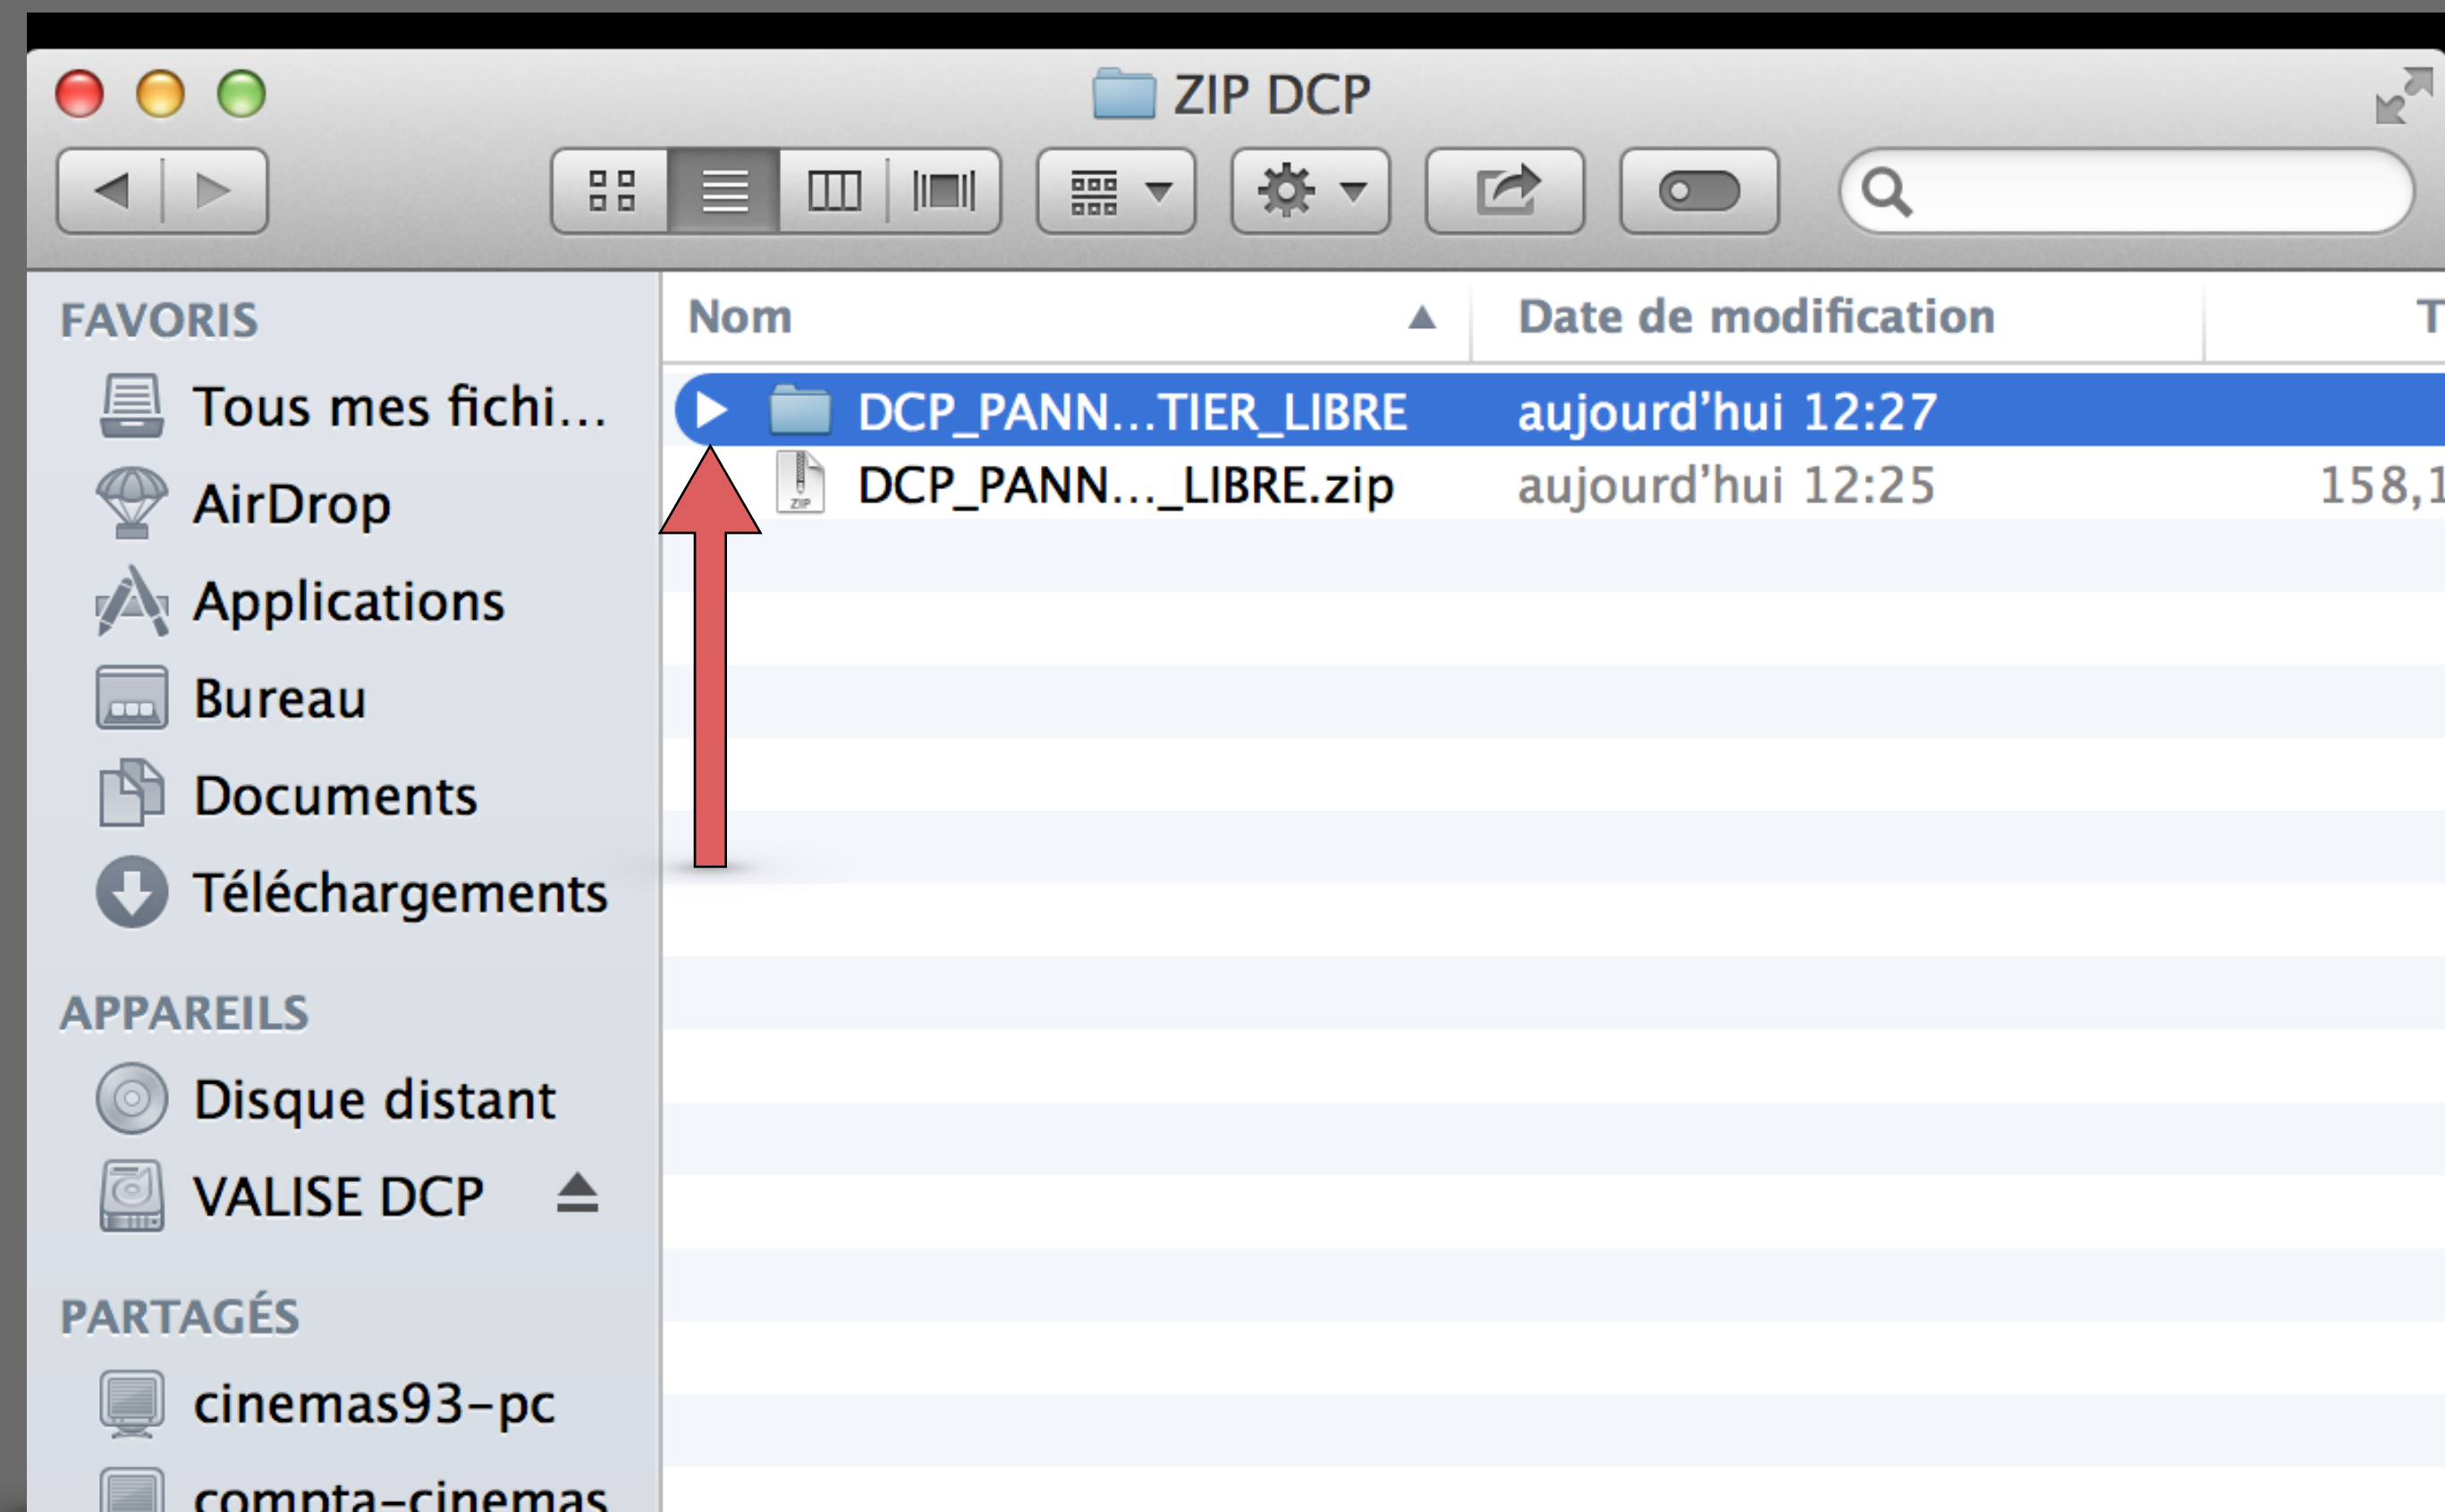 ZIP DCP
FAVORIS
Tous mes fichi...
AirDrop
Applications
Bureau
Documents
Téléchargements
APPAREILS
Disque distant
VALISE DCP
PARTAGÉS
cinemas93-pc
compta-cinemas
Nom Date de modification T
DCP_PANN...TIER_LIBRE aujourd’hui 12:27
DCP_PANN..._LIBRE.zip aujourd’hui 12:25 158,1
ZIP